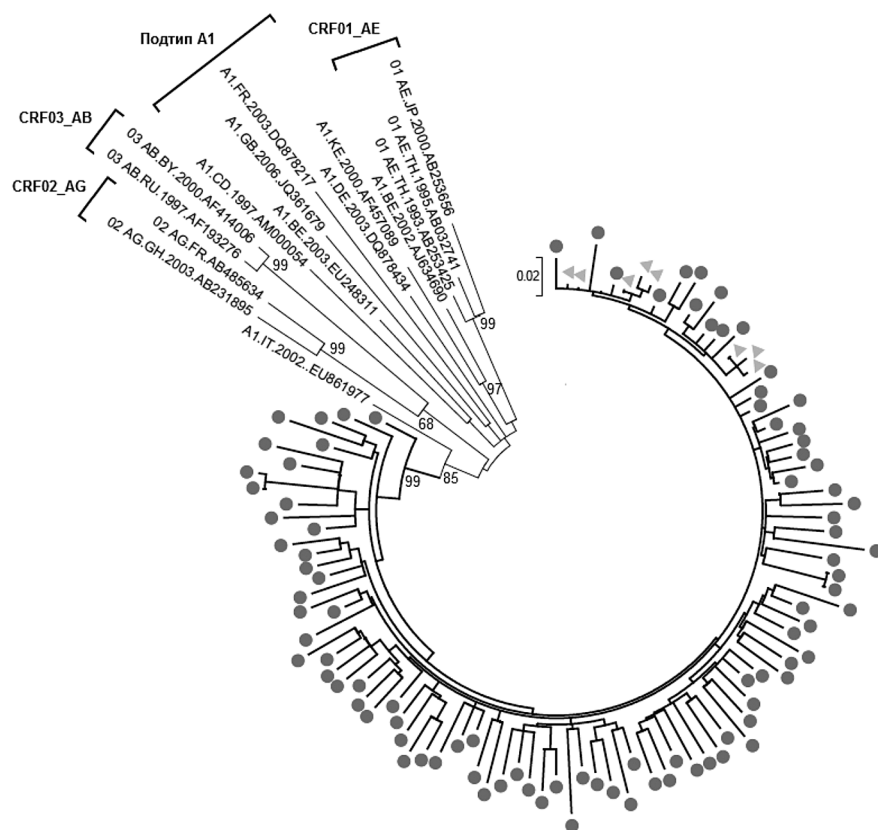 CRF01_AE
Подтип A1
CRF03_AB
CRF02_AG
01 AE.JP.2000.AB253656
01 AE.TH.1995.AB032741
01 AE.TH.1993.AB253425
A1.BE.2002.AJ634690
A1.KE.2000.AF457089
A1.DE.2003.DQ878434
A1.FR.2003.DQ878217
A1.GB.2006.JQ361679
A1.BE.2003.EU248311
A1.CD.1997.AM000054
03 AB.BY.2000.AF414006
03 AB.RU.1997.AF193276
02 AG.FR.AB485634
02 AG.GH.2003.AB231895
A1.IT.2002..EU861977
99
99
99
97
68
85
99
0.02